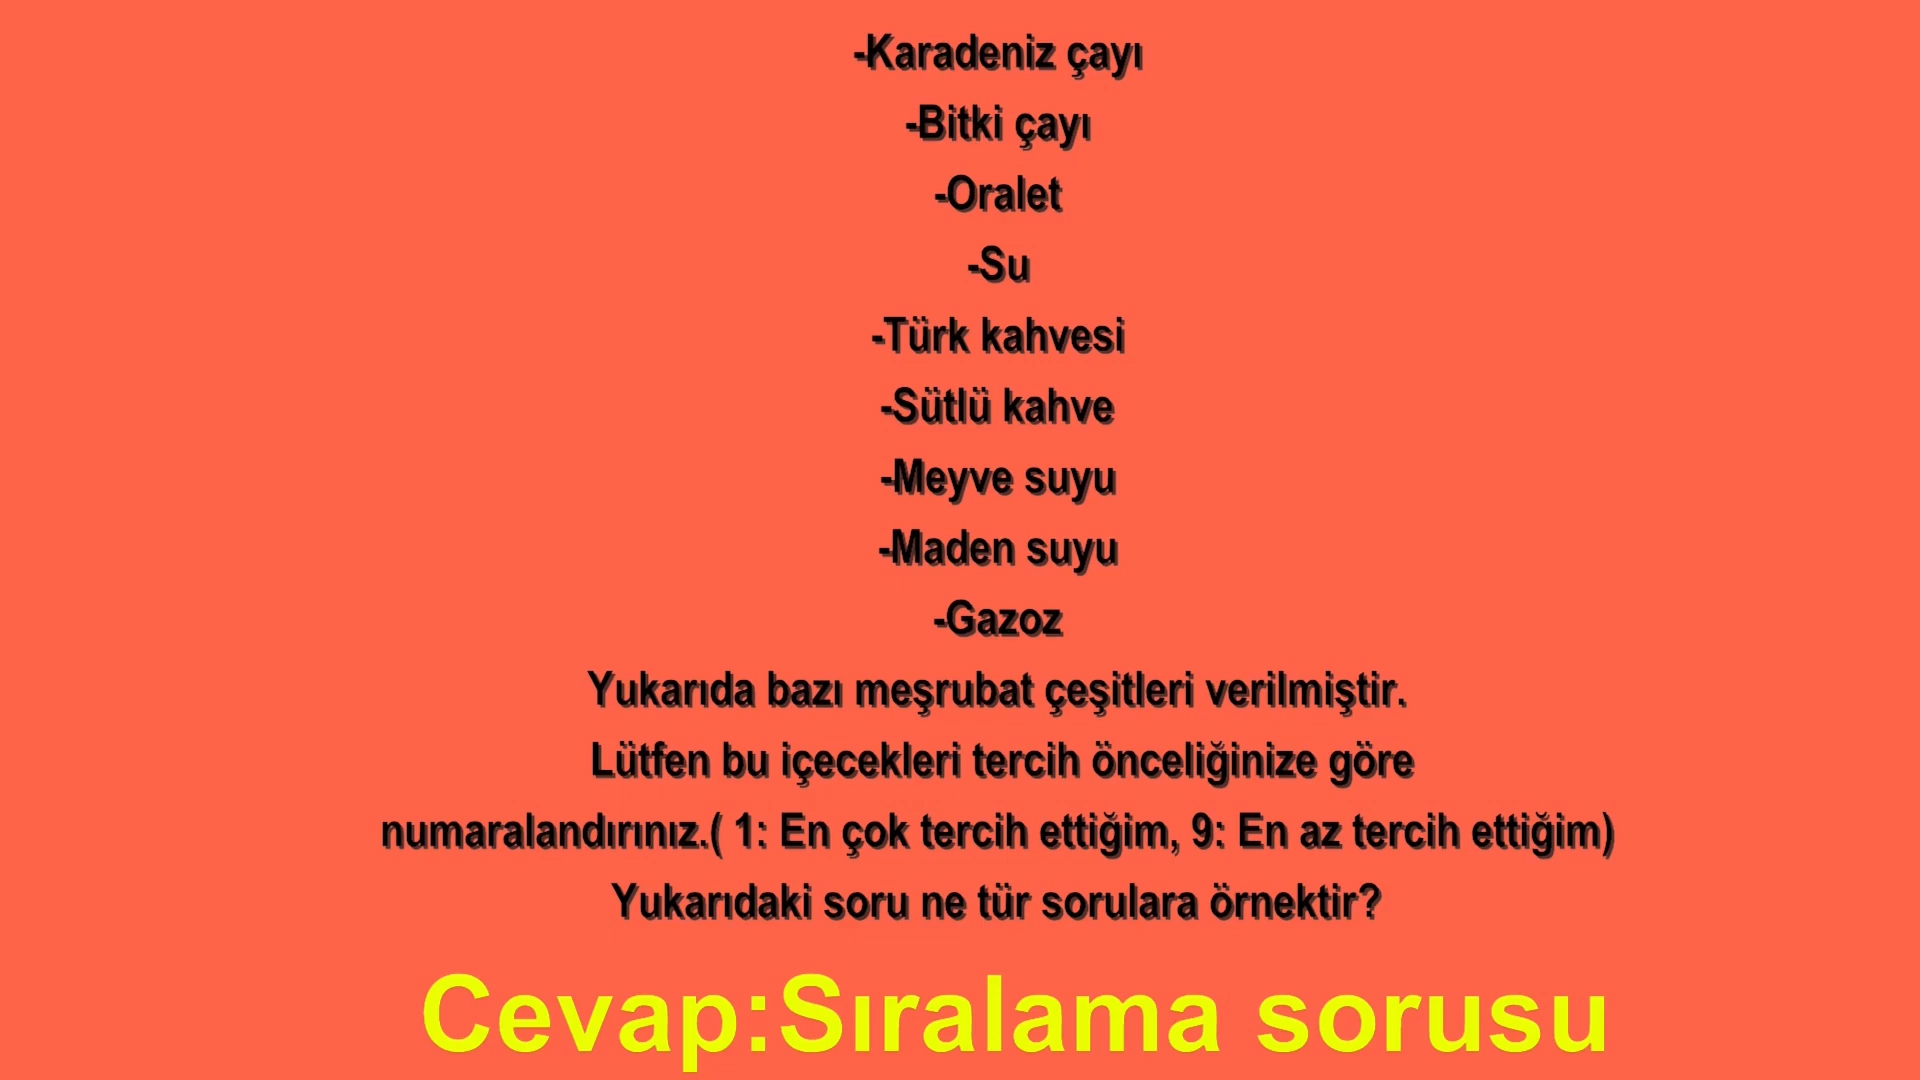 -Karadeniz çayı
-Bitki çayı
-Oralet
-Su
-Türk kahvesi
-Sütlü kahve
-Meyve suyu
-Maden suyu
-Gazoz
Yukarıda bazı meşrubat çeşitleri verilmiştir.
Lütfen bu içecekleri tercih önceliğinize göre
numaralandırınız.( 1: En çok tercih ettiğim, 9: En az tercih ettiğim)
Yukarıdaki soru ne tür sorulara örnektir?
Cevap:Sıralama sorusu